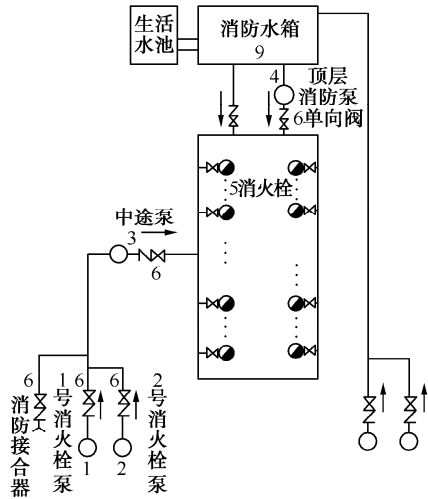 生活
水池
消防水箱
9
4
顶层
消防泵
6单向阀
5消火栓
中途泵
3
6
6
6
6
消防接合器
1号消火栓泵
2号消火栓泵
1
2